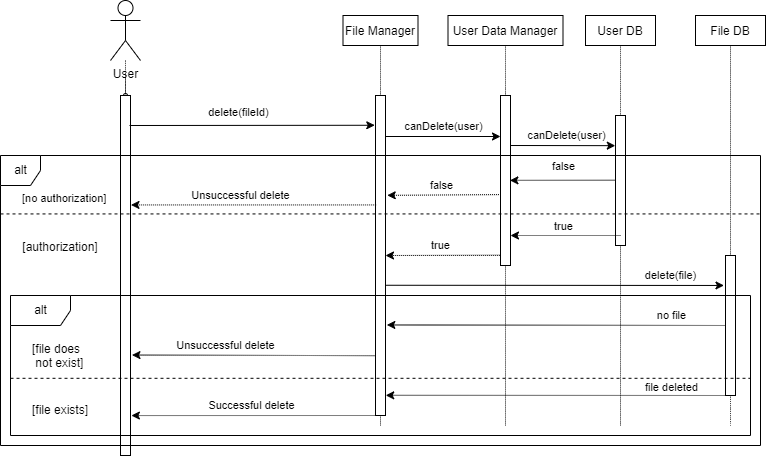 File Manager
User Data Manager
User DB
File DB
User
delete(fileId)
canDelete(user)
canDelete(user)
alt
false
false
Unsuccessful delete
[no authorization]
true
[authorization]
true
delete(file)
alt
no file
Unsuccessful delete
[file does
not exist]
file deleted
Successful delete
[file exists]